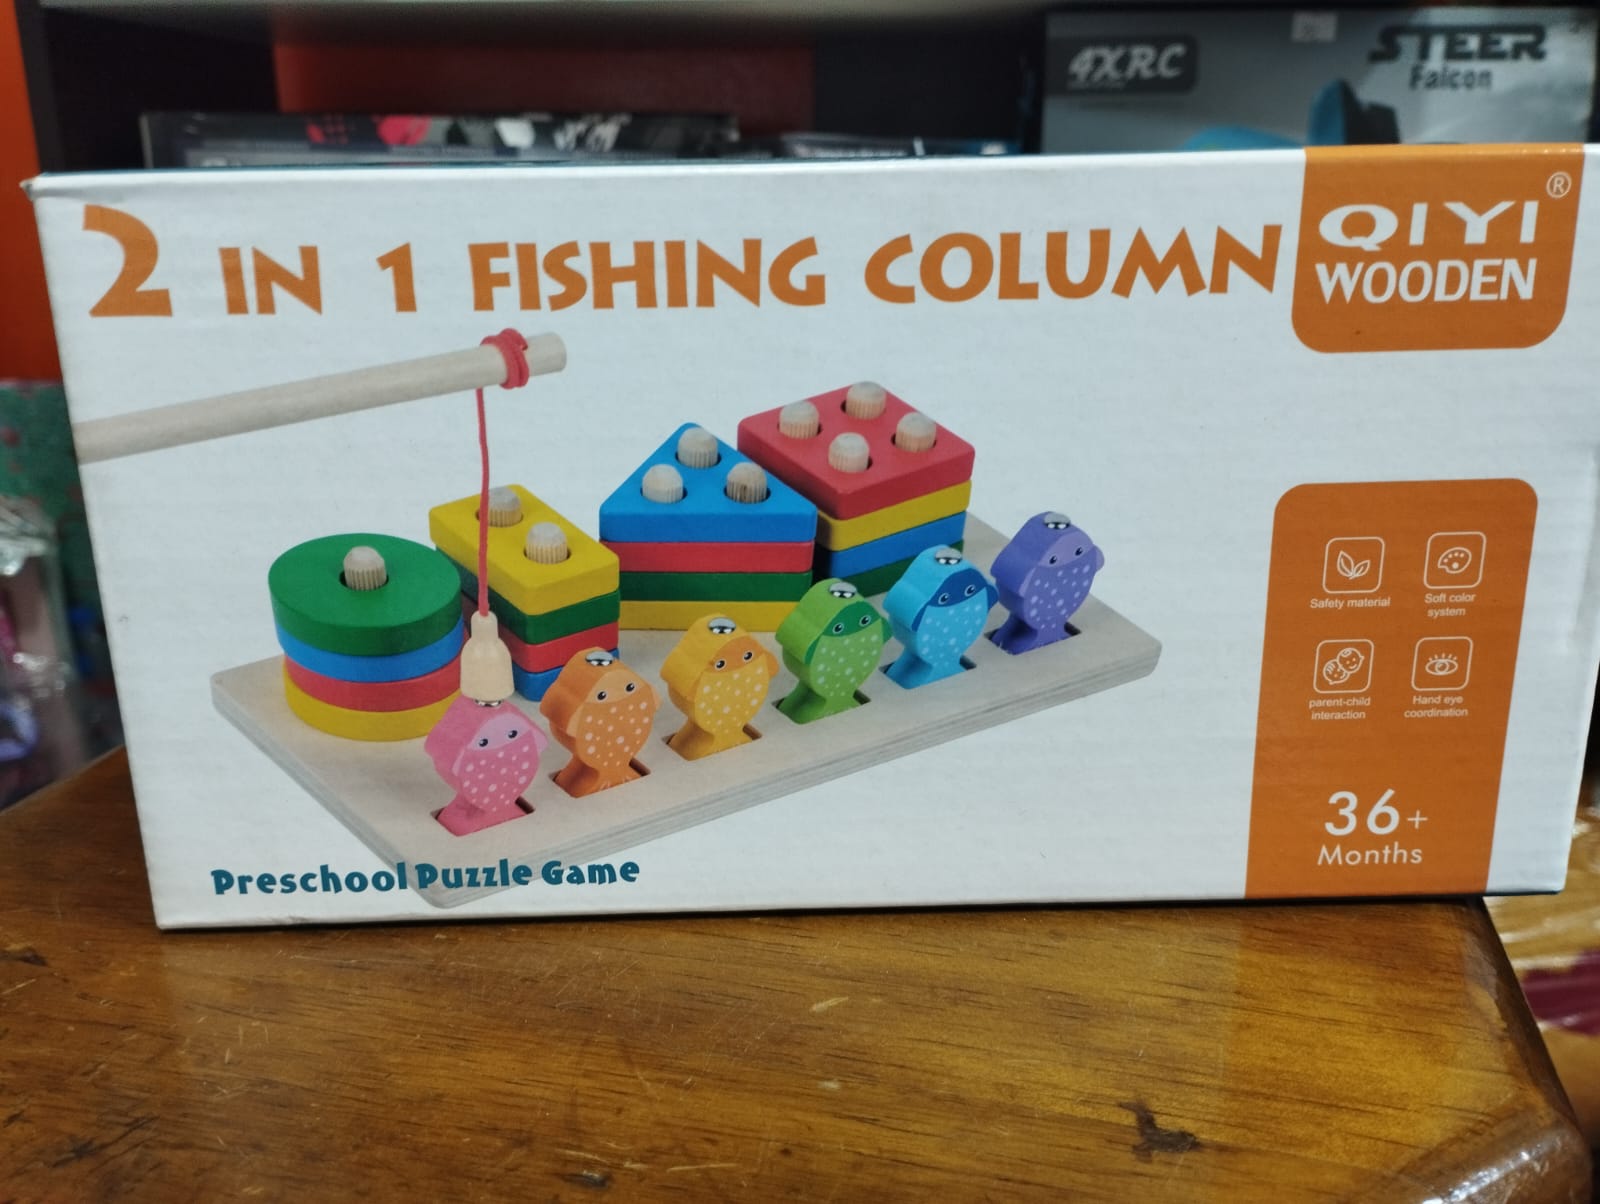 4XRC
STEER
Falcon
2 IN 1 FISHING COLUMN
QIYI®
WOODEN
Safety material
Soft color
system
parent-child
interaction
Hand eye
coordination
36+
Months
Preschool Puzzle Game